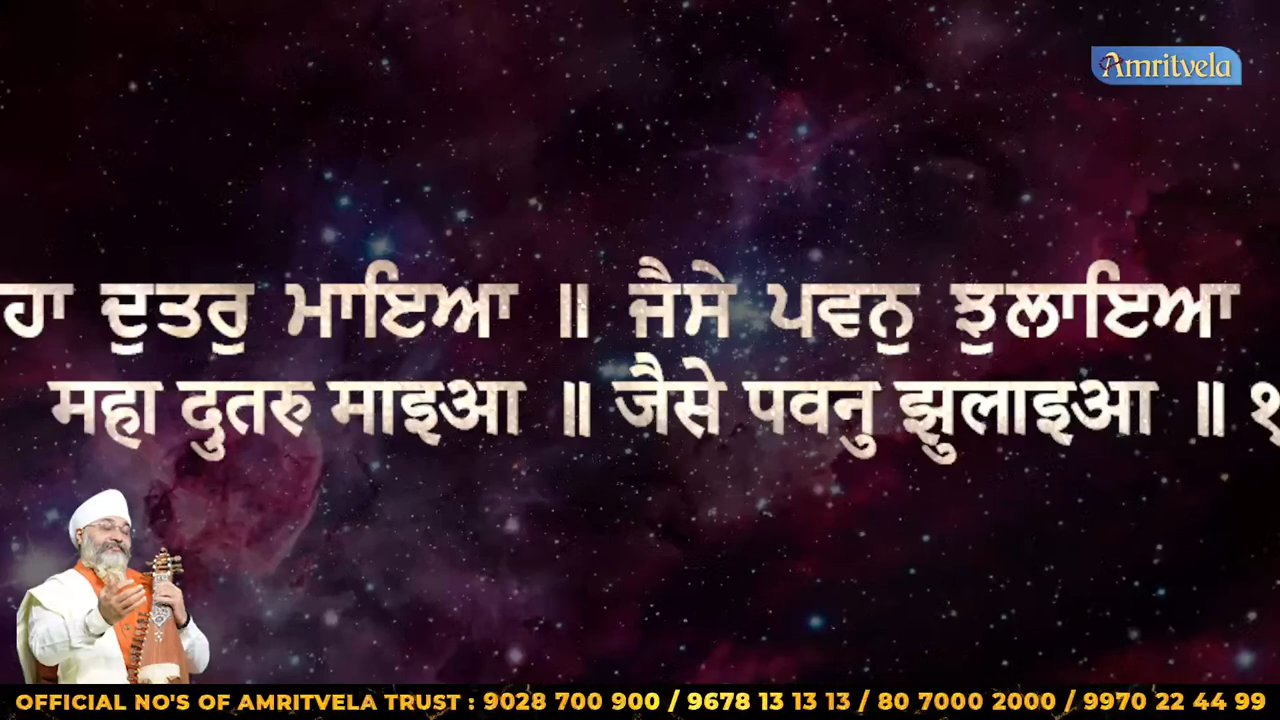 Amritvela
ਦੁਤਰੁ ਮਾਇਆ ॥ ਜੈਸੇ ਪਵਨੁ ਝੁਲਾਇਆ
महा दुतरु माइआ ॥ जैसे पवनु झुलाइआ ॥
OFFICIAL NO'S OF AMRITVELA TRUST : 9028 700 900 / 9678 13 13 13 / 80 7000 2000 / 9970 22 44 99